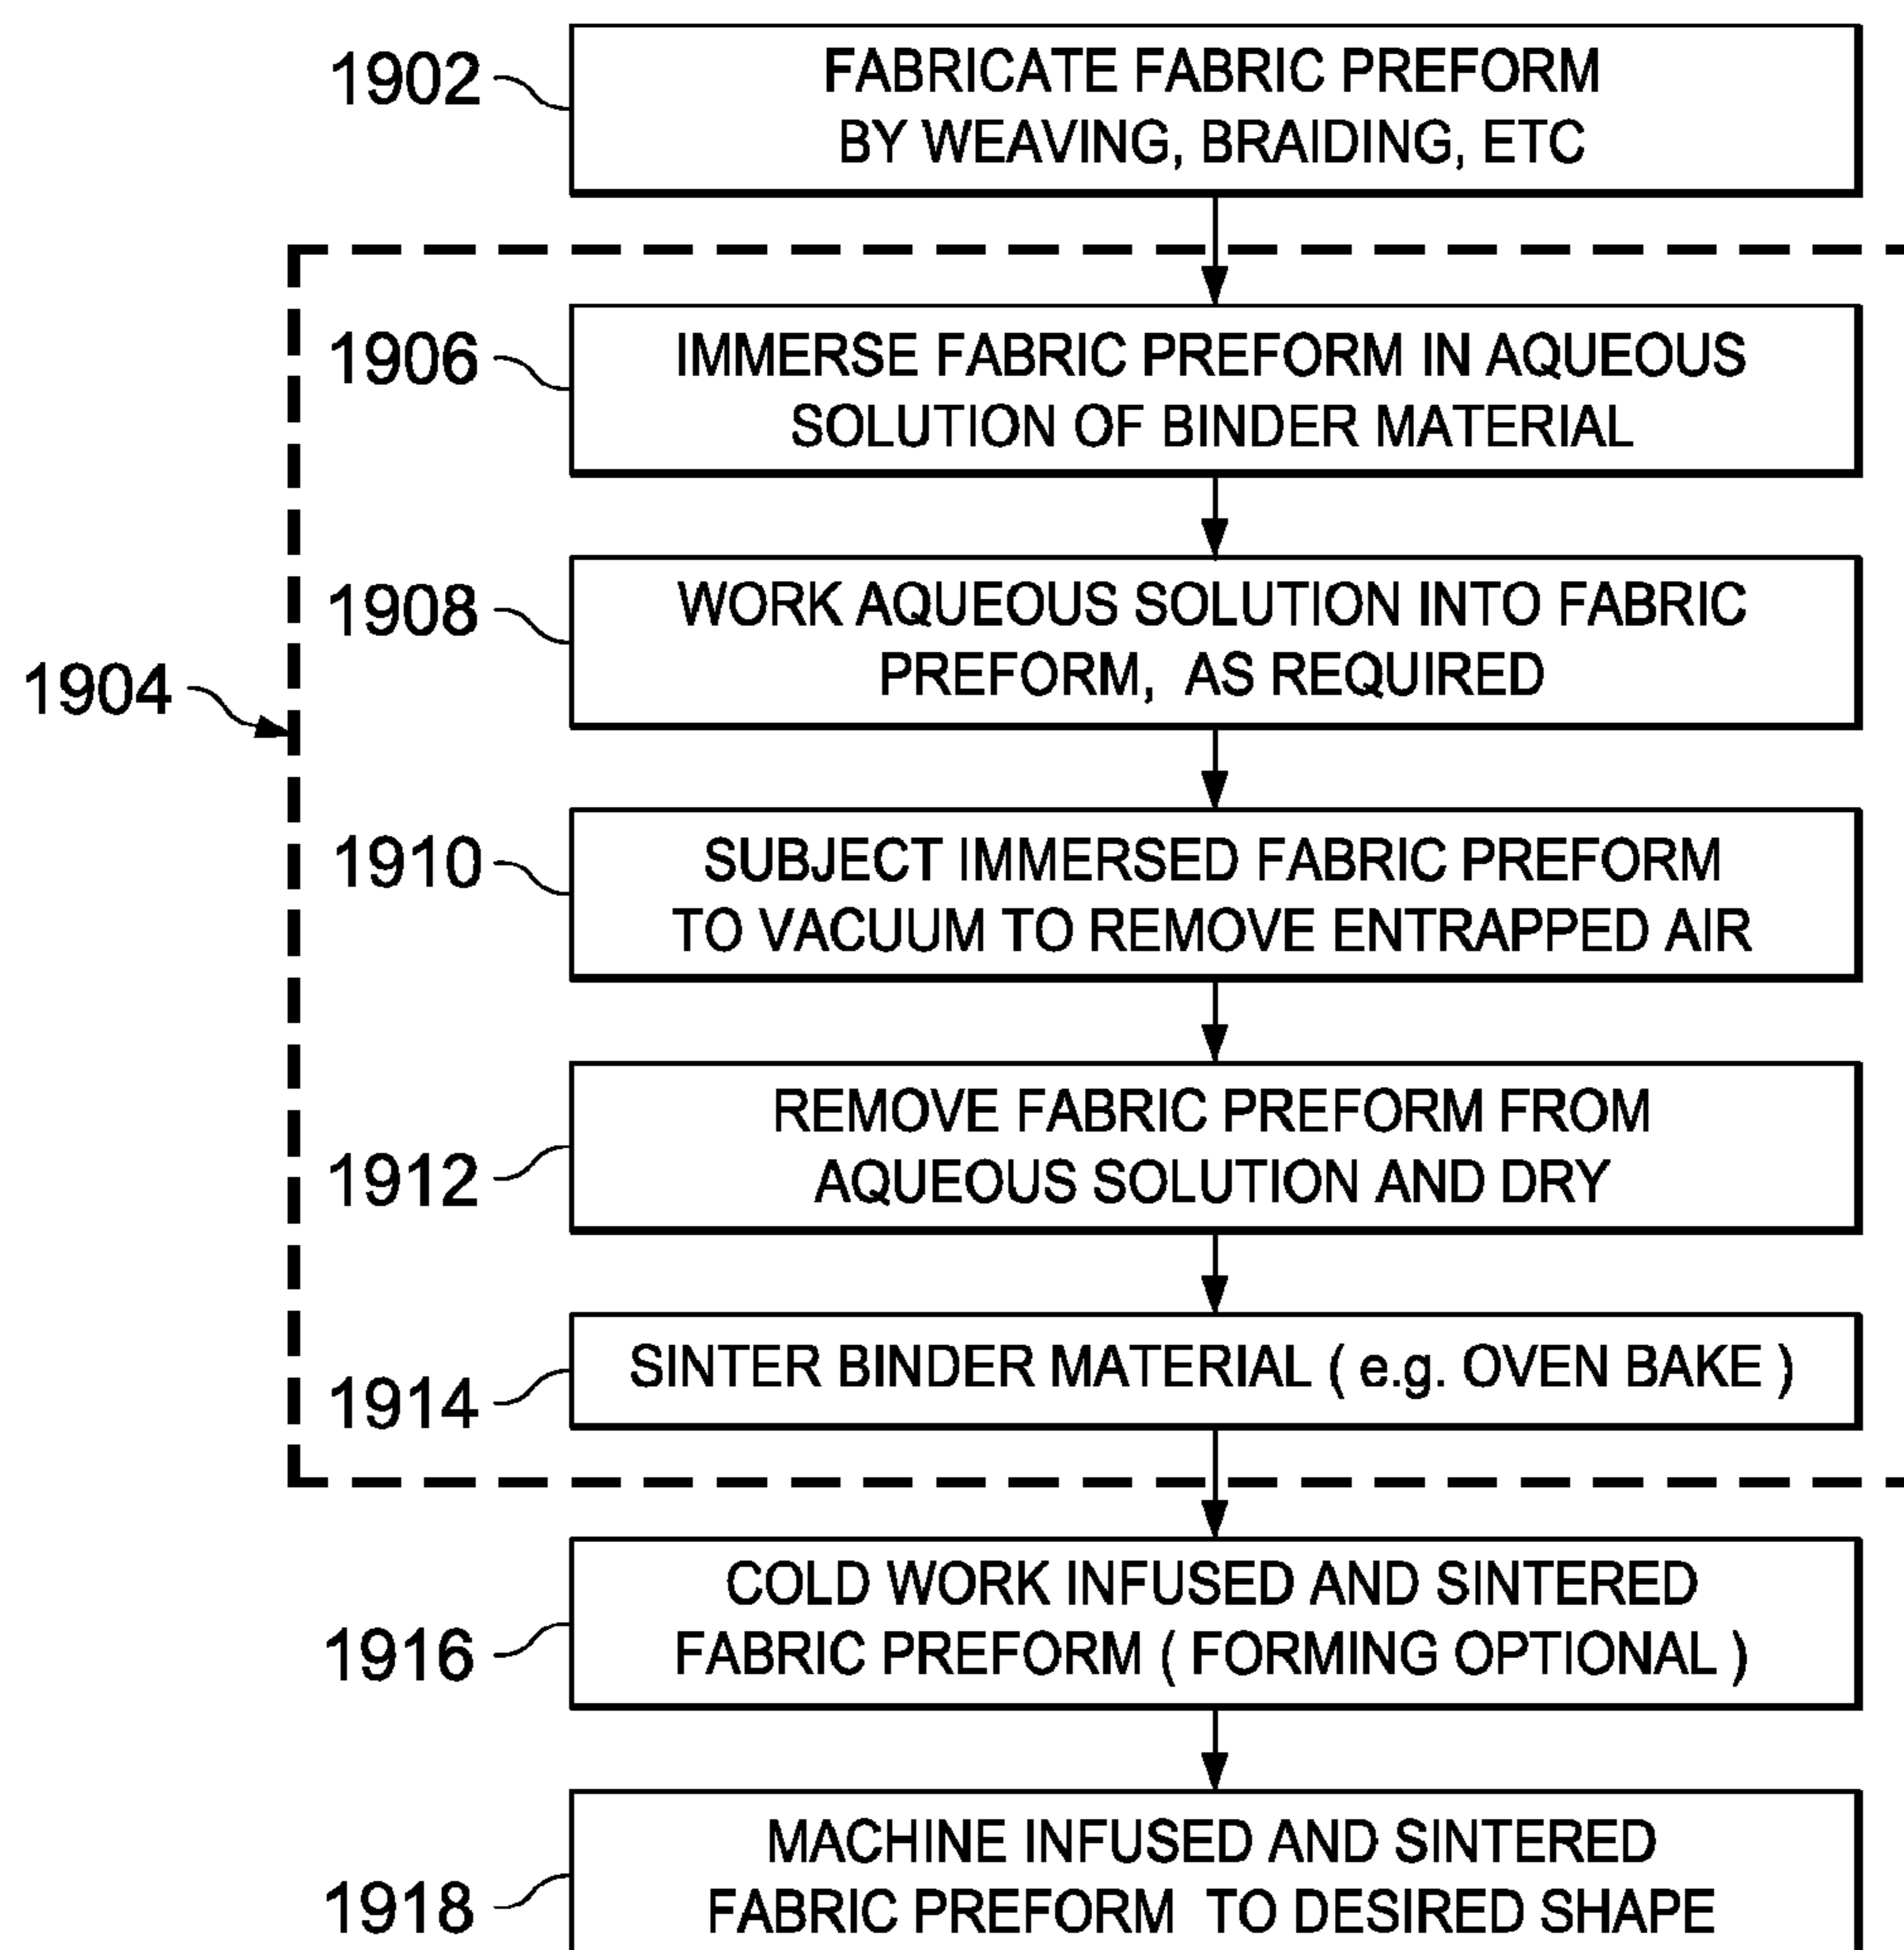 1902
FABRICATE FABRIC PREFORM
BY WEAVING, BRAIDING, ETC
1906
IMMERSE FABRIC PREFORM IN AQUEOUS
SOLUTION OF BINDER MATERIAL
1908
WORK AQUEOUS SOLUTION INTO FABRIC
PREFORM, AS REQUIRED
1904
1910
SUBJECT IMMERSED FABRIC PREFORM
TO VACUUM TO REMOVE ENTRAPPED AIR
1912
REMOVE FABRIC PREFORM FROM
AQUEOUS SOLUTION AND DRY
1914
SINTER BINDER MATERIAL ( e.g. OVEN BAKE )
1916
COLD WORK INFUSED AND SINTERED
FABRIC PREFORM ( FORMING OPTIONAL )
1918
MACHINE INFUSED AND SINTERED
FABRIC PREFORM TO DESIRED SHAPE